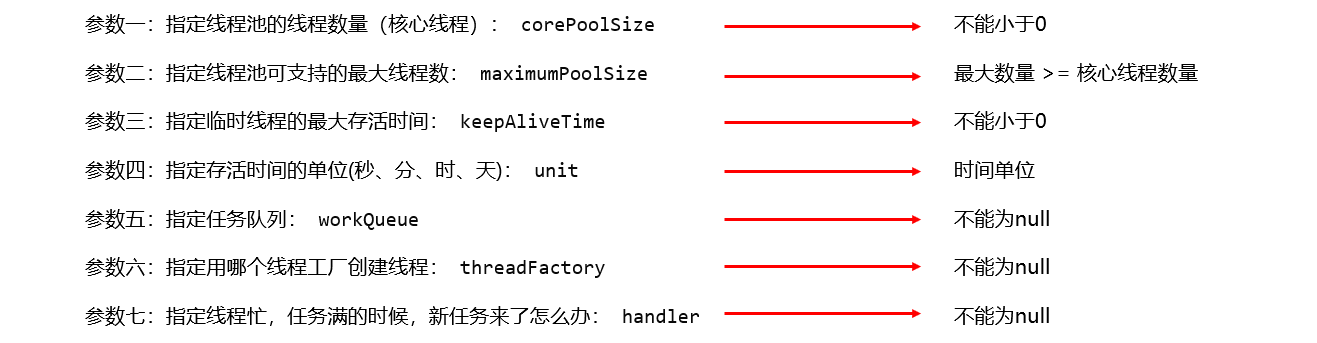 参数一：指定线程池的线程数量（核心线程）： corePoolSize 不能小于0
参数二：指定线程池可支持的最大线程数： maximumPoolSize 最大数量 >= 核心线程数量
参数三：指定临时线程的最大存活时间： keepAliveTime 不能小于0
参数四：指定存活时间的单位(秒、分、时、天)： unit 时间单位
参数五：指定任务队列： workQueue 不能为null
参数六：指定用哪个线程工厂创建线程： threadFactory 不能为null
参数七：指定线程忙，任务满的时候，新任务来了怎么办： handler 不能为null